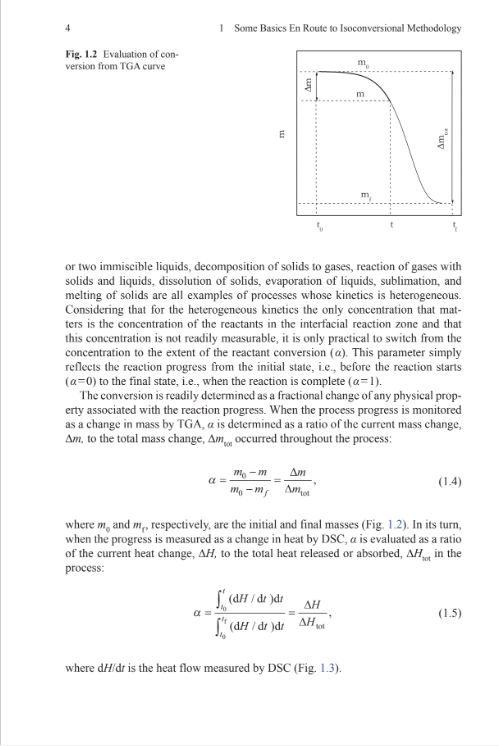 4
1 Some Basics En Route to Isoconversional Methodology
Fig. 1.2 Evaluation of con-
version from TGA curve
m₀
Δm
m
m
Δmₜₒₜ
m_f
t₀
t
t_f
or two immiscible liquids, decomposition of solids to gases, reaction of gases with
solids and liquids, dissolution of solids, evaporation of liquids, sublimation, and
melting of solids are all examples of processes whose kinetics is heterogeneous.
Considering that for the heterogeneous kinetics the only concentration that mat-
ters is the concentration of the reactants in the interfacial reaction zone and that
this concentration is not readily measurable, it is only practical to switch from the
concentration to the extent of the reactant conversion (α). This parameter simply
reflects the reaction progress from the initial state, i.e., before the reaction starts
(α=0) to the final state, i.e., when the reaction is complete (α=1).
The conversion is readily determined as a fractional change of any physical prop-
erty associated with the reaction progress. When the process progress is monitored
as a change in mass by TGA, α is determined as a ratio of the current mass change,
Δm, to the total mass change, Δmₜₒₜ occurred throughout the process:
α = (m₀ − m) / (m₀ − m_f) = Δm / Δmₜₒₜ, (1.4)
where m₀ and m_f, respectively, are the initial and final masses (Fig. 1.2). In its turn,
when the progress is measured as a change in heat by DSC, α is evaluated as a ratio
of the current heat change, ΔH, to the total heat released or absorbed, ΔHₜₒₜ in the
process:
α = ∫_{t₀}^{t} (dH / dt)dt / ∫_{t₀}^{t_f} (dH / dt)dt = ΔH / ΔHₜₒₜ, (1.5)
where dH/dt is the heat flow measured by DSC (Fig. 1.3).